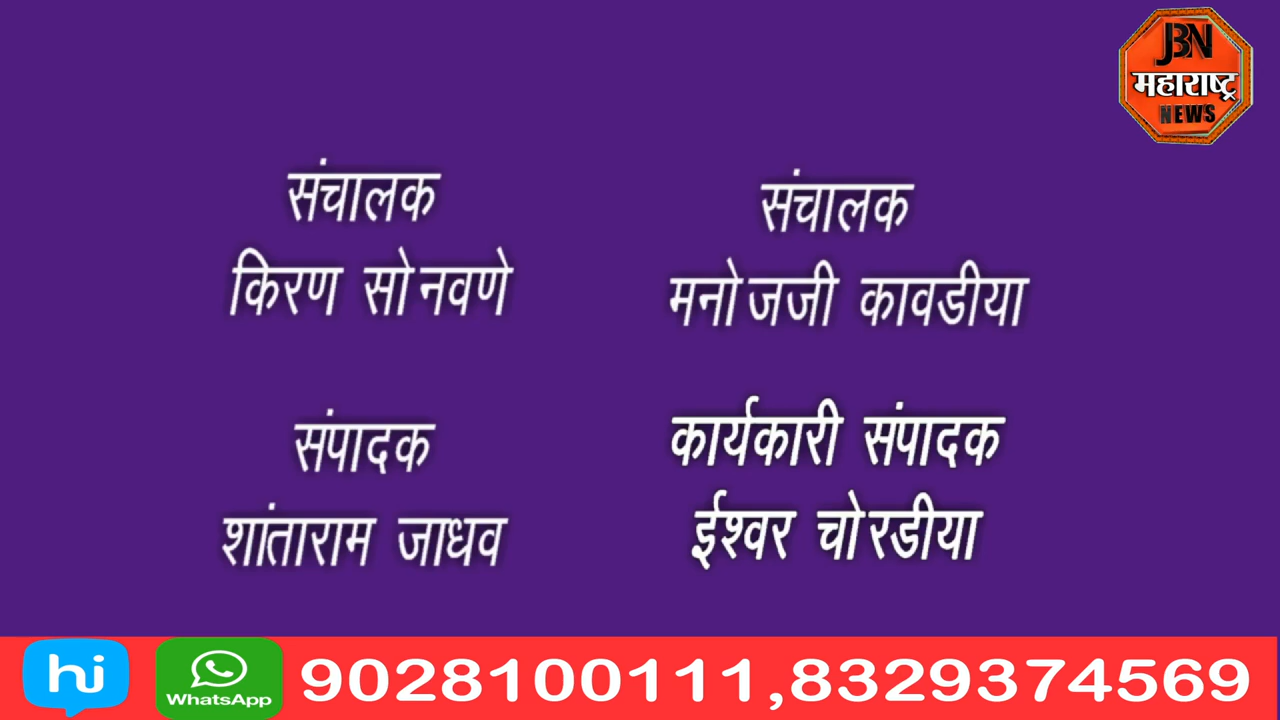 JBN
महाराष्ट्र
NEWS
संचालक
किरण सोनवणे
संचालक
मनोजजी कावडीया
संपादक
शांताराम जाधव
कार्यकारी संपादक
ईश्वर चोरडीया
hi
WhatsApp
9028100111,8329374569